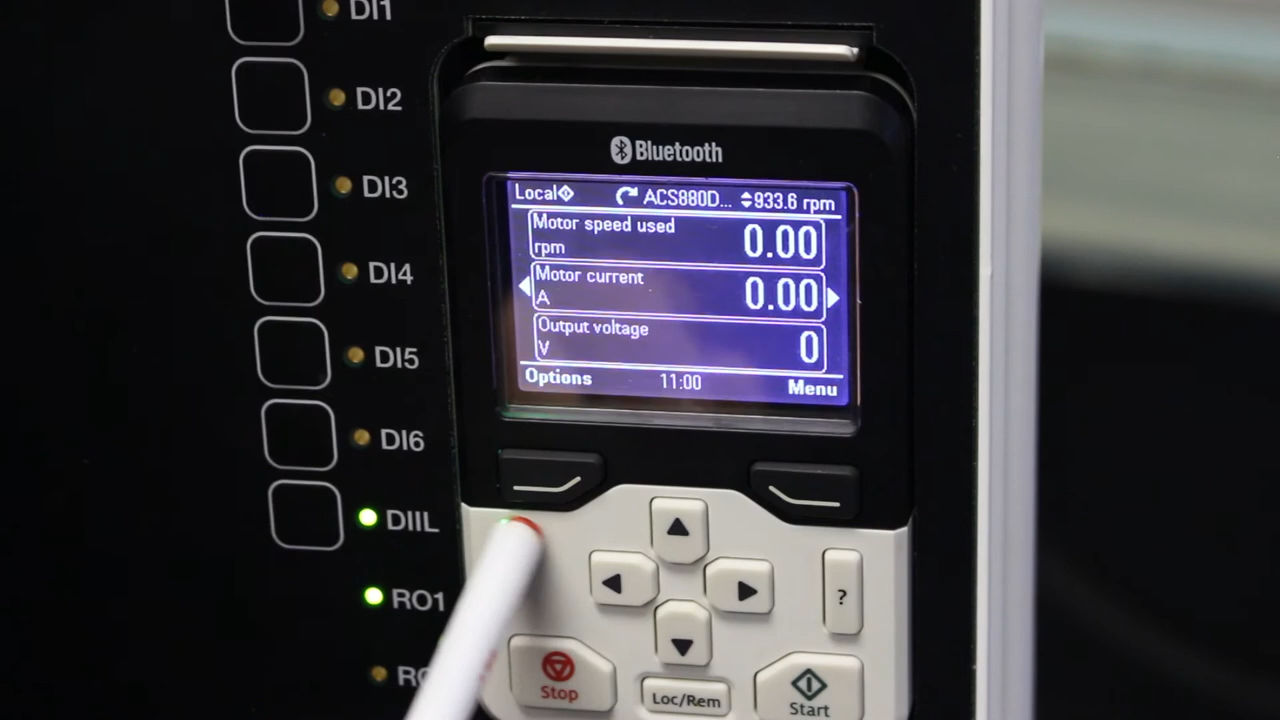 DI1
DI2
DI3
DI4
DI5
DI6
DIIL
RO1
Bluetooth
Local ACS880D... 933.6 rpm
Motor speed used
rpm 0.00
Motor current
A 0.00
Output voltage
V 0
Options 11:00 Menu
?
Stop
Loc/Rem
Start